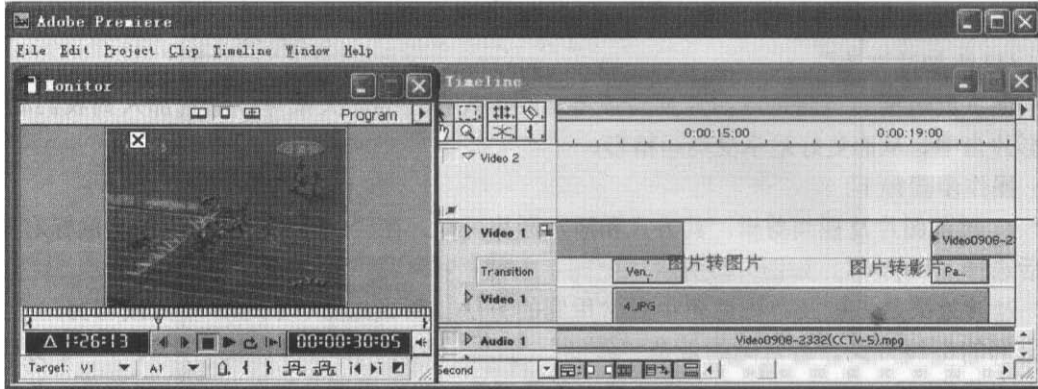 Adobe Premiere
File Edit Project Clip Timeline Window Help
Monitor
Program
Δ 1:26:13
00:00:30:05
Target: V1
A1
Timeline
0:00:15:00
0:00:19:00
Video 2
Video 1
Video0908-2
Transition
Ven...
图片转图片
图片转影片
Pa...
Video 1
4.JPG
Audio 1
Video0908-2332(CCTV-5).mpg
Second